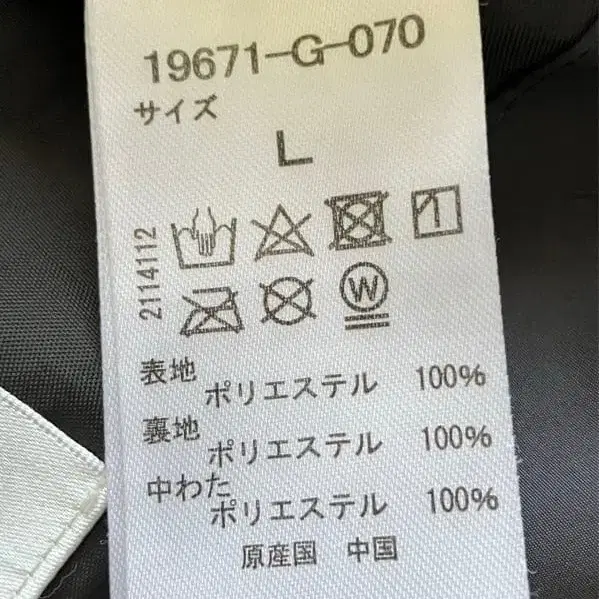 19671-G-070
サイズ
L
2114112
W
表地 ポリエステル 100%
裏地 ポリエステル 100%
中わた ポリエステル 100%
原産国 中国